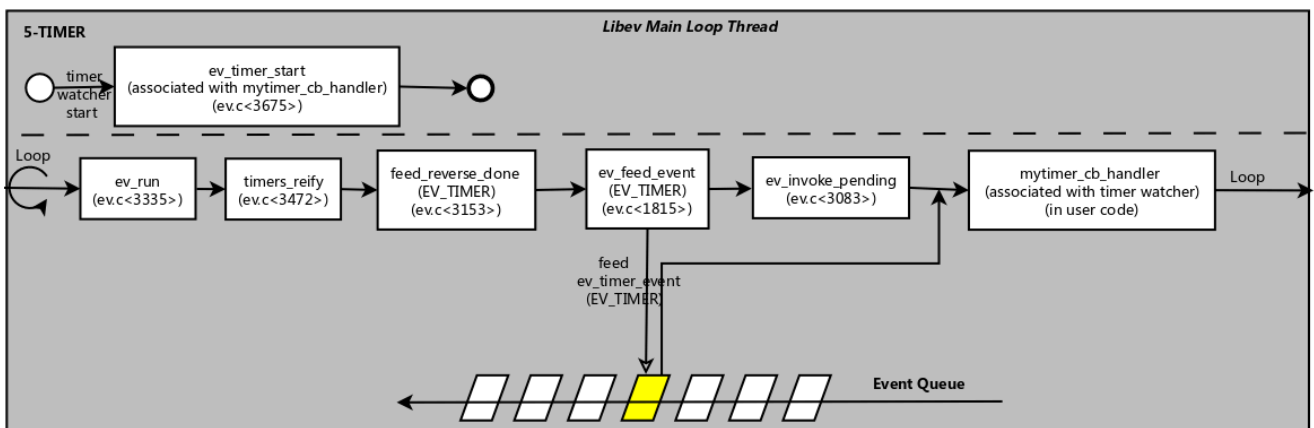 Libev Main Loop Thread
5-TIMER
timer
watcher
start
ev_timer_start
(associated with mytimer_cb_handler)
(ev.c<3675>)
Loop
ev_run
(ev.c<3335>)
timers_reify
(ev.c<3472>)
feed_reverse_done
(EV_TIMER)
(ev.c<3153>)
ev_feed_event
(EV_TIMER)
(ev.c<1815>)
ev_invoke_pending
(ev.c<3083>)
mytimer_cb_handler
(associated with timer watcher)
(in user code)
Loop
feed
ev_timer_event
(EV_TIMER)
Event Queue